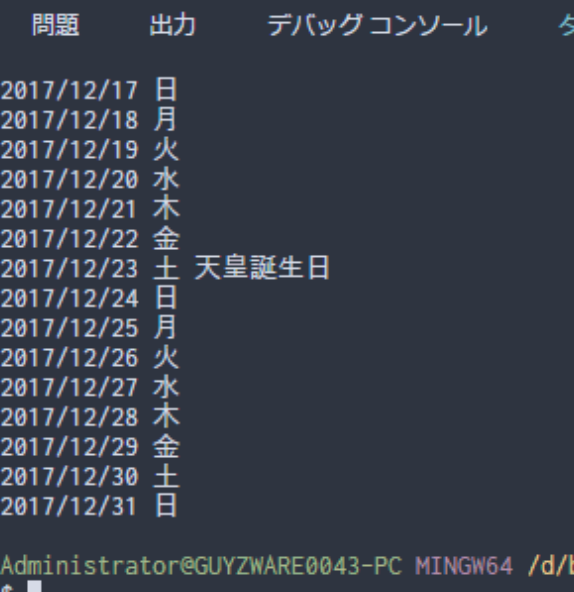 問題 出力 デバッグ コンソール
2017/12/17 日
2017/12/18 月
2017/12/19 火
2017/12/20 水
2017/12/21 木
2017/12/22 金
2017/12/23 土 天皇誕生日
2017/12/24 日
2017/12/25 月
2017/12/26 火
2017/12/27 水
2017/12/28 木
2017/12/29 金
2017/12/30 土
2017/12/31 日
Administrator@GUYZWARE0043-PC MINGW64 /d/
$